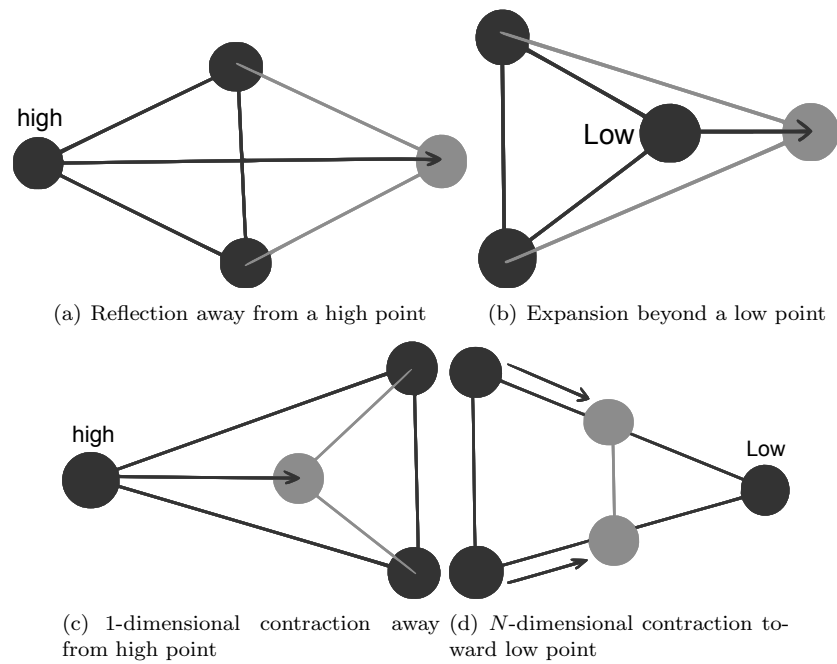 high
Low
(a) Reflection away from a high point
(b) Expansion beyond a low point
high
Low
(c) 1-dimensional contraction away
from high point
(d) N-dimensional contraction to-
ward low point